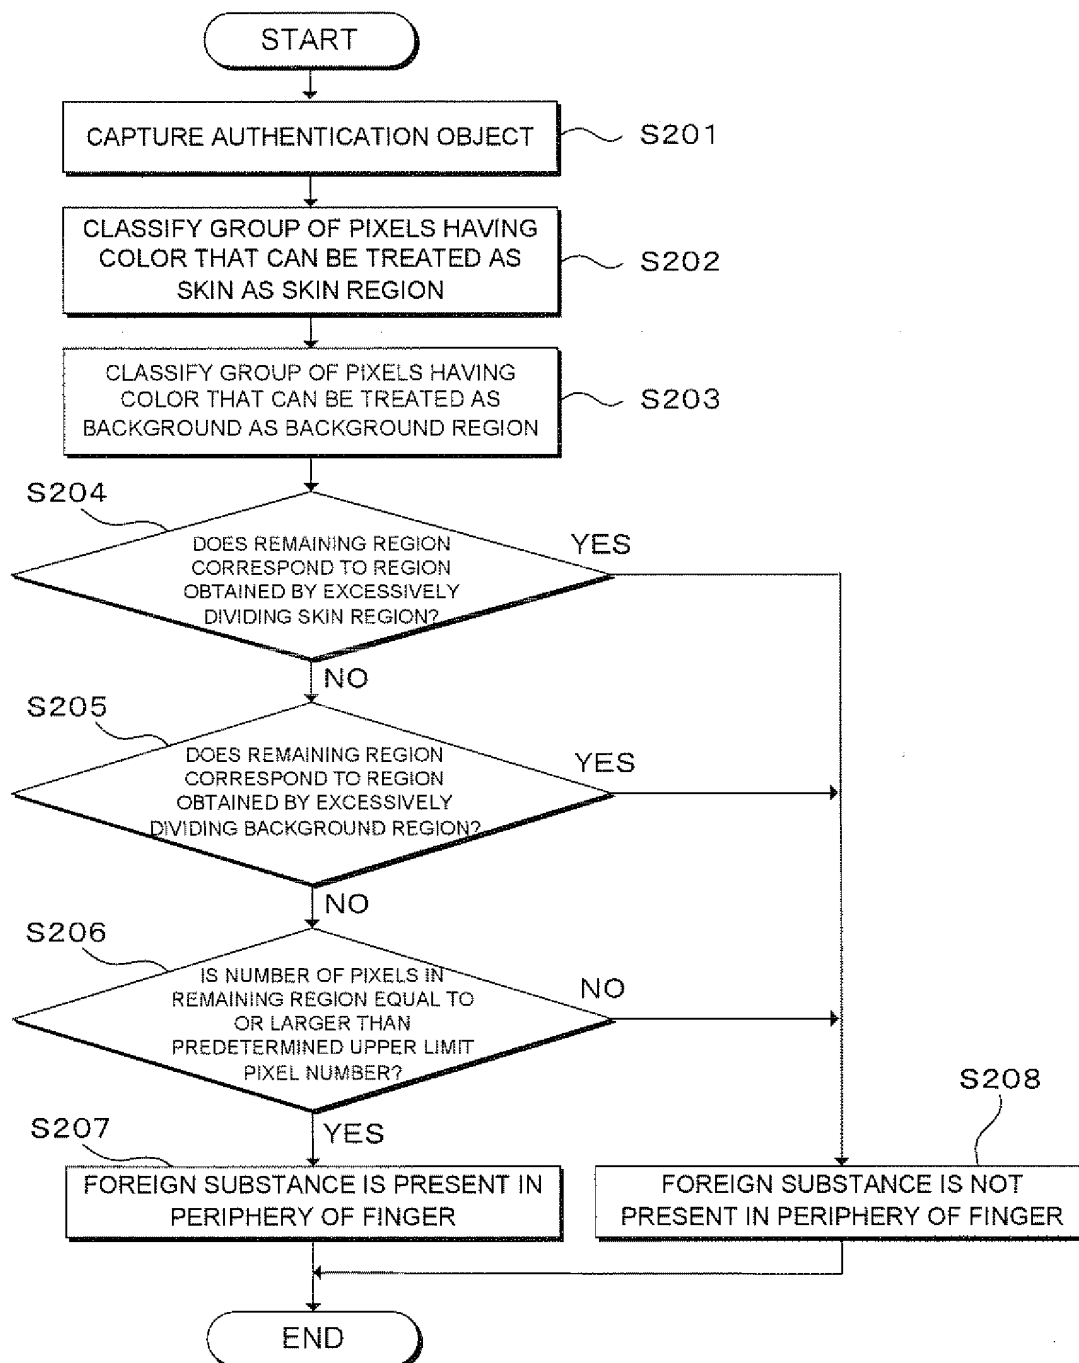 START
CAPTURE AUTHENTICATION OBJECT
S201
CLASSIFY GROUP OF PIXELS HAVING
COLOR THAT CAN BE TREATED AS
SKIN AS SKIN REGION
S202
CLASSIFY GROUP OF PIXELS HAVING
COLOR THAT CAN BE TREATED AS
BACKGROUND AS BACKGROUND REGION
S203
S204
DOES REMAINING REGION
CORRESPOND TO REGION
OBTAINED BY EXCESSIVELY
DIVIDING SKIN REGION?
YES
NO
S205
DOES REMAINING REGION
CORRESPOND TO REGION
OBTAINED BY EXCESSIVELY
DIVIDING BACKGROUND REGION?
YES
NO
S206
IS NUMBER OF PIXELS IN
REMAINING REGION EQUAL TO
OR LARGER THAN
PREDETERMINED UPPER LIMIT
PIXEL NUMBER?
NO
YES
S207
FOREIGN SUBSTANCE IS PRESENT IN
PERIPHERY OF FINGER
S208
FOREIGN SUBSTANCE IS NOT
PRESENT IN PERIPHERY OF FINGER
END